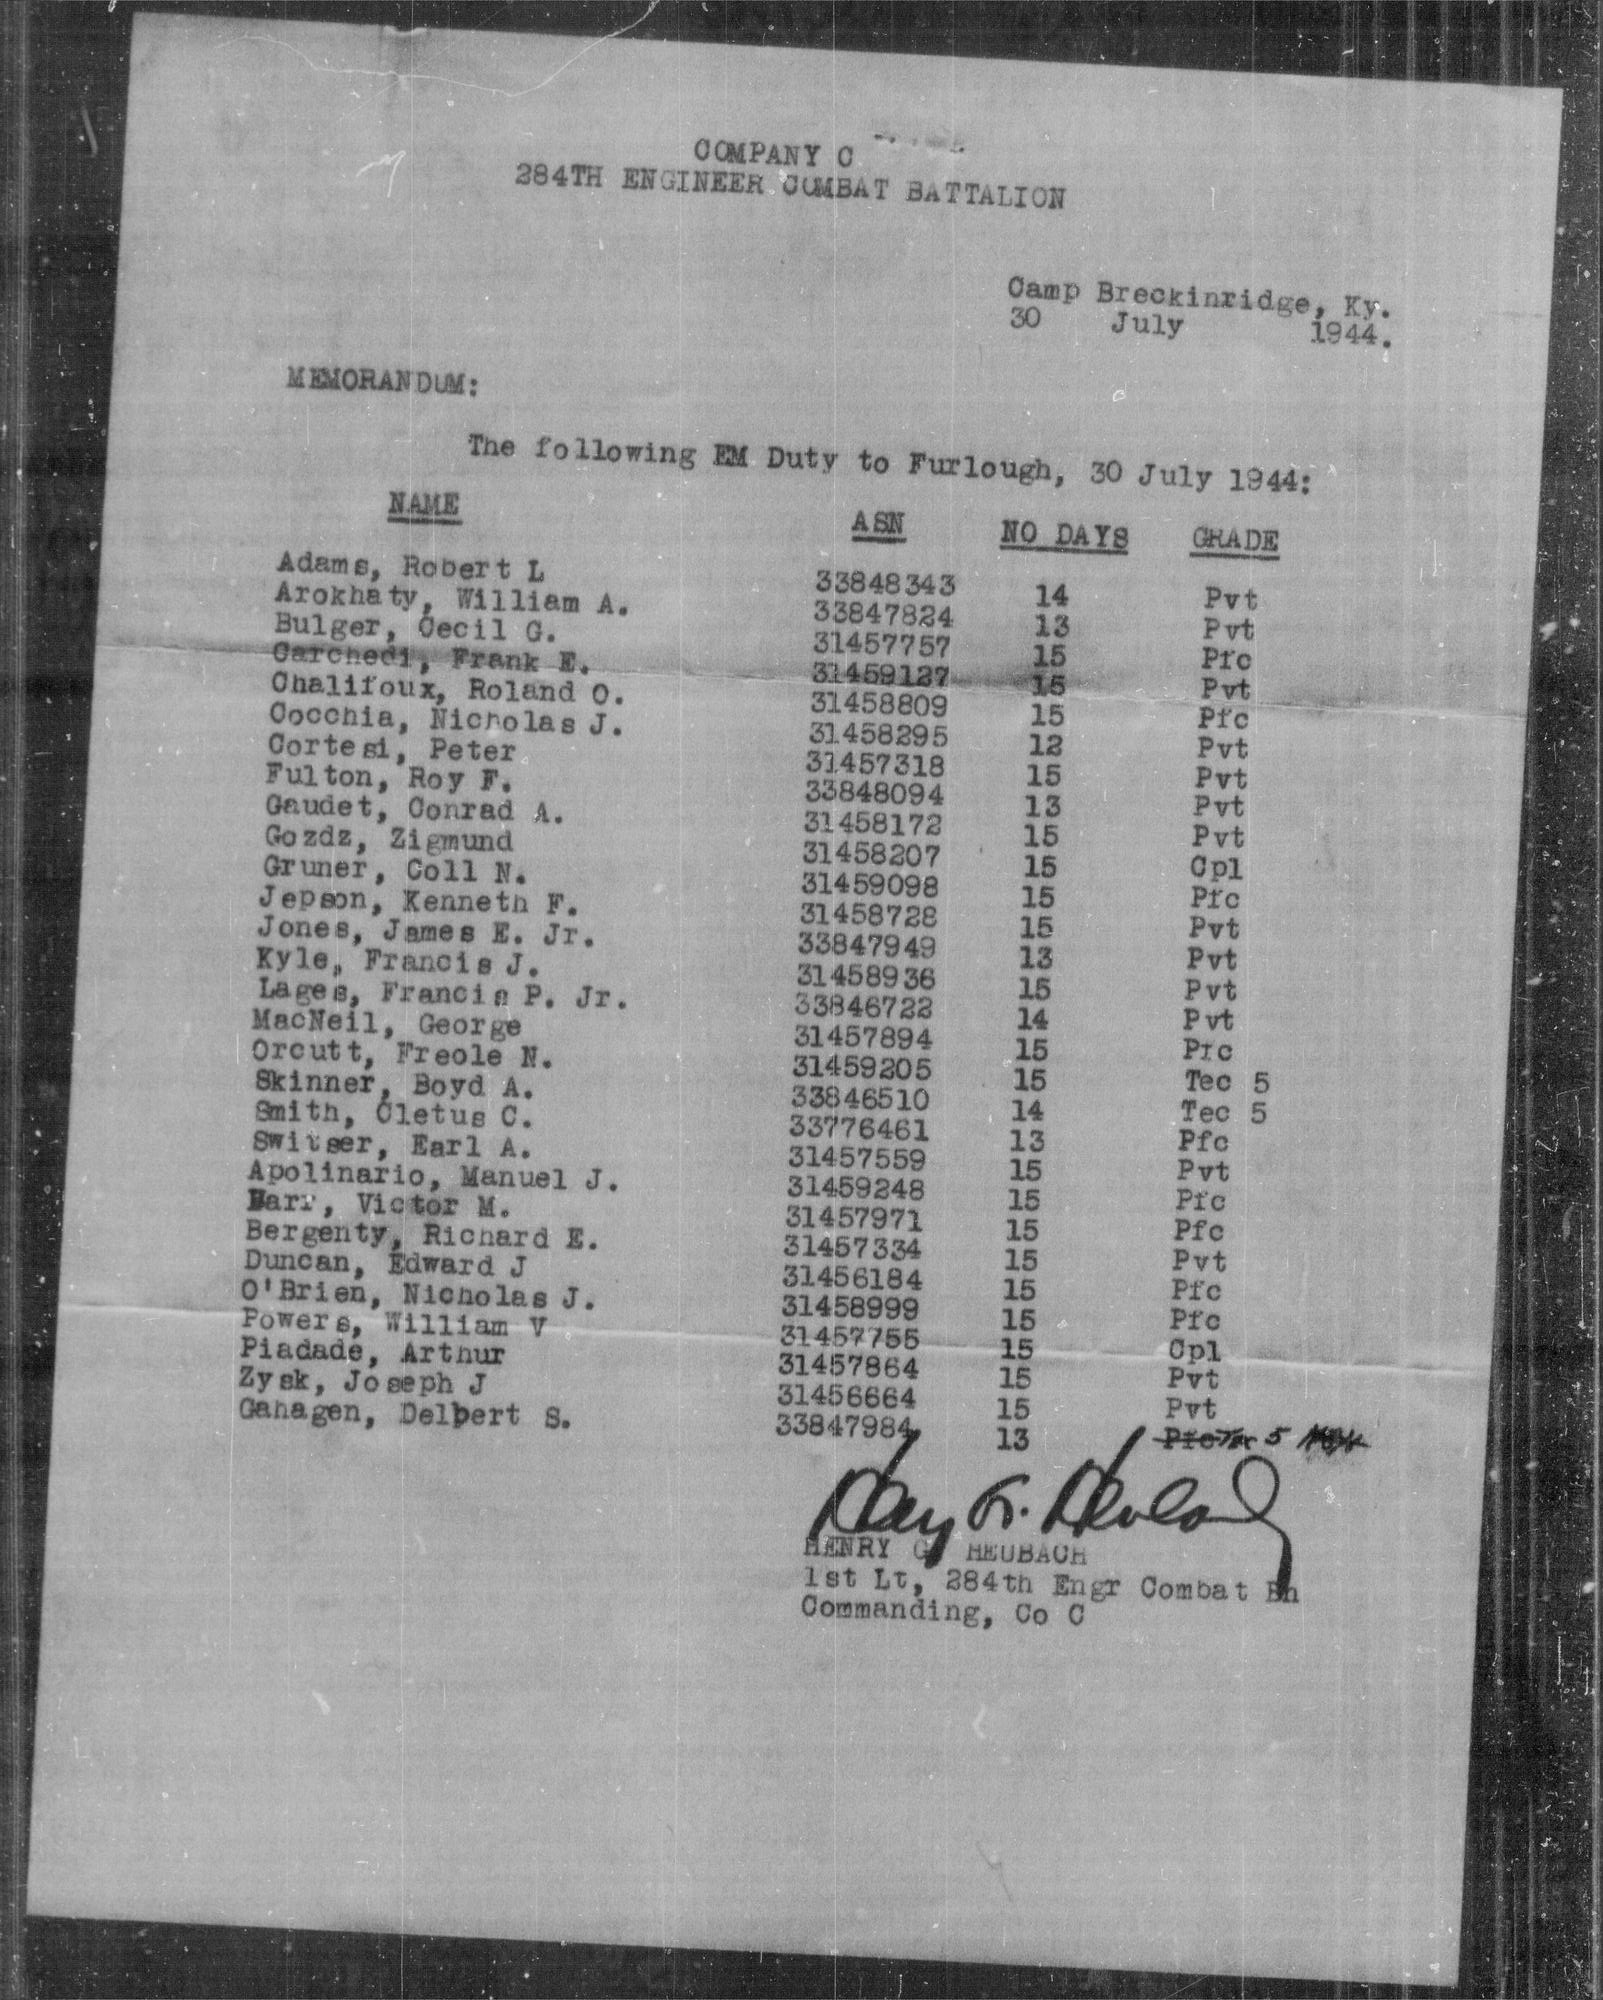 COMPANY C
284TH ENGINEER COMBAT BATTALION
Camp Breckinridge, Ky.
30 July 1944.
MEMORANDUM:
The following EM Duty to Furlough, 30 July 1944:
NAME ASN NO DAYS GRADE
Adams, Robert L 33848343 14 Pvt
Arokhaty, William A. 33847824 13 Pvt
Bulger, Cecil G. 31457757 15 Pfc
Carchedi, Frank E. 31459127 15 Pvt
Chalifoux, Roland O. 31458809 15 Pfc
Cocchia, Nicholas J. 31458295 12 Pvt
Cortesi, Peter 31457318 15 Pvt
Fulton, Roy F. 33848094 13 Pvt
Gaudet, Conrad A. 31458172 15 Pvt
Gozdz, Zigmund 31458207 15 Cpl
Gruner, Coll N. 31459098 15 Pfc
Jepson, Kenneth F. 31458728 15 Pvt
Jones, James E. Jr. 33847949 13 Pvt
Kyle, Francis J. 31458936 15 Pvt
Lages, Francis P. Jr. 33846722 14 Pvt
MacNeil, George 31457894 15 Pfc
Orcutt, Freole N. 31459205 15 Tec 5
Skinner, Boyd A. 33846510 14 Tec 5
Smith, Cletus C. 33776461 13 Pfc
Switser, Earl A. 31457559 15 Pvt
Apolinario, Manuel J. 31459248 15 Pfc
Barr, Victor M. 31457971 15 Pfc
Bergenty, Richard E. 31457334 15 Pvt
Duncan, Edward J 31456184 15 Pfc
O'Brien, Nicholas J. 31458999 15 Pfc
Powers, William V 31457755 15 Cpl
Piadade, Arthur 31457864 15 Pvt
Zysk, Joseph J 31456664 15 Pvt
Gahagen, Delbert S. 33847984 13 Pfc Tec 5
Henry G. Heubach
HENRY G. HEUBACH
1st Lt, 284th Engr Combat Bn
Commanding, Co C